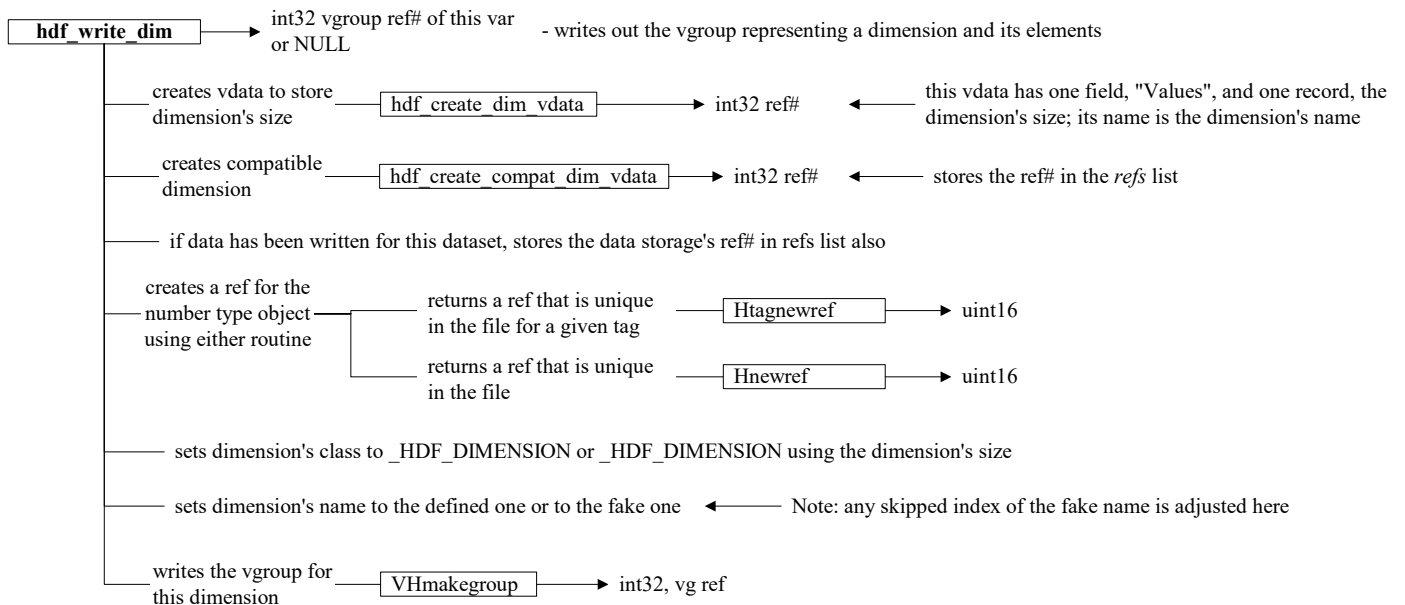 hdf_write_dim
int32 vgroup ref# of this var
or NULL
- writes out the vgroup representing a dimension and its elements
creates vdata to store
dimension's size
hdf_create_dim_vdata
int32 ref#
this vdata has one field, "Values", and one record, the
dimension's size; its name is the dimension's name
creates compatible
dimension
hdf_create_compat_dim_vdata
int32 ref#
stores the ref# in the refs list
if data has been written for this dataset, stores the data storage's ref# in refs list also
creates a ref for the
number type object
using either routine
returns a ref that is unique
in the file for a given tag
Htagnewref
uint16
returns a ref that is unique
in the file
Hnewref
uint16
sets dimension's class to _HDF_DIMENSION or _HDF_DIMENSION using the dimension's size
sets dimension's name to the defined one or to the fake one
Note: any skipped index of the fake name is adjusted here
writes the vgroup for
this dimension
VHmakegroup
int32, vg ref